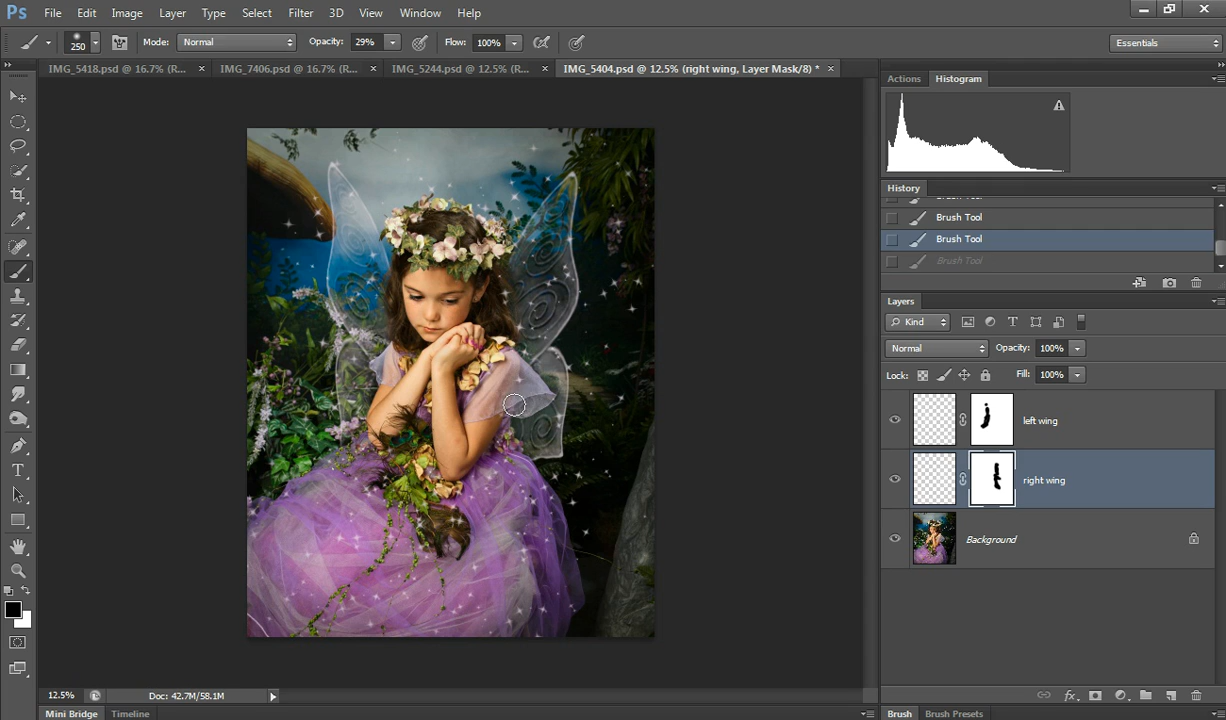 Ps File Edit Image Layer Type Select Filter 3D View Window Help
250 Mode: Normal Opacity: 29% Flow: 100% Essentials
IMG_5418.psd @ 16.7% (R... × IMG_7406.psd @ 16.7% (R... × IMG_5244.psd @ 12.5% (R... × IMG_5404.psd @ 12.5% (right wing, Layer Mask/8) * ×
Actions Histogram
History
Brush Tool
Brush Tool
Brush Tool
Brush Tool
Layers
Kind
Normal Opacity: 100%
Lock: Fill: 100%
left wing
right wing
Background
12.5% Doc: 42.7M/58.1M
Mini Bridge Timeline
Brush Brush Presets